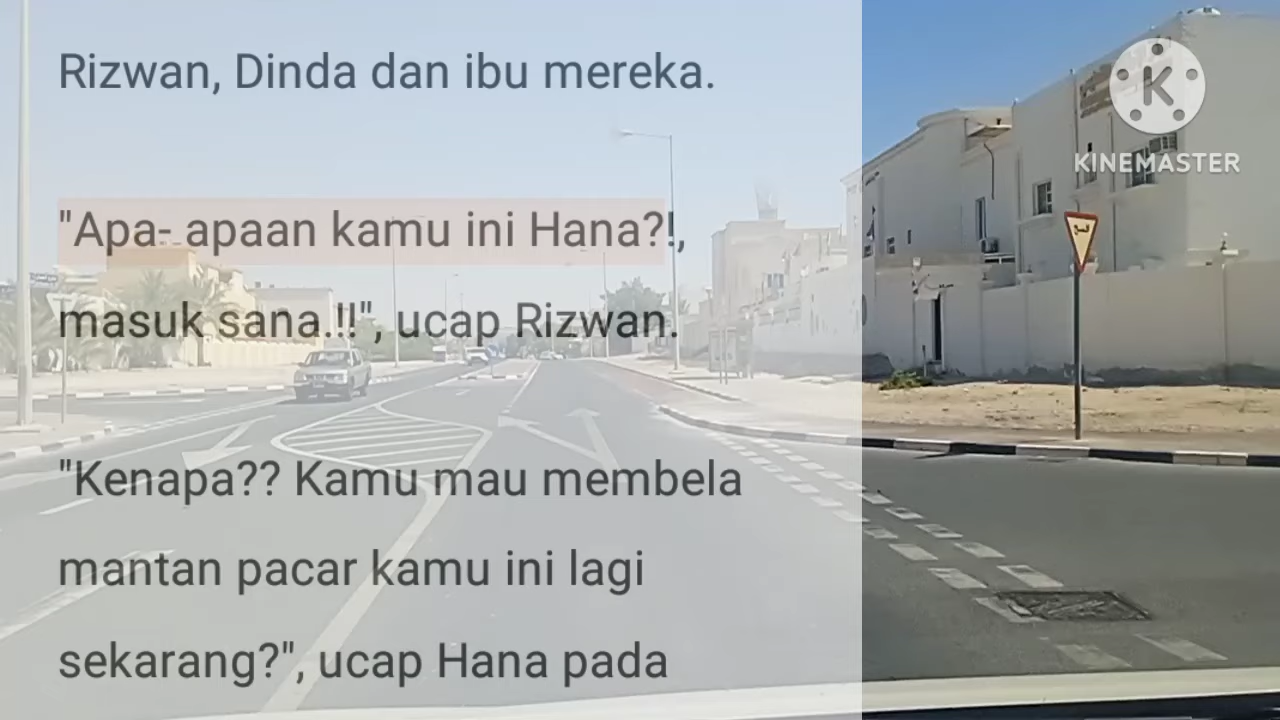 Rizwan, Dinda dan ibu mereka.
"Apa- apaan kamu ini Hana?!,
masuk sana.!!", ucap Rizwan.
"Kenapa?? Kamu mau membela
mantan pacar kamu ini lagi
sekarang?", ucap Hana pada
K
KINEMASTER